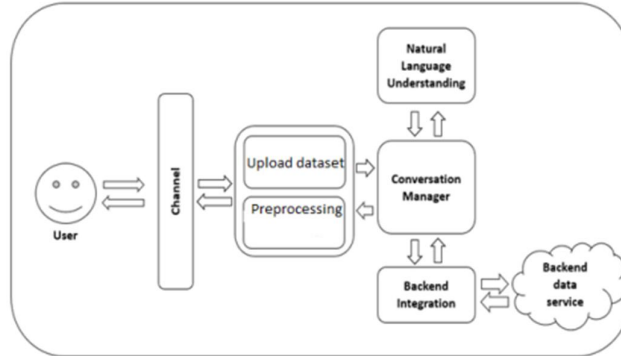 Natural
Language
Understanding
Upload dataset
Preprocessing
Channel
User
Conversation
Manager
Backend
Integration
Backend
data
service